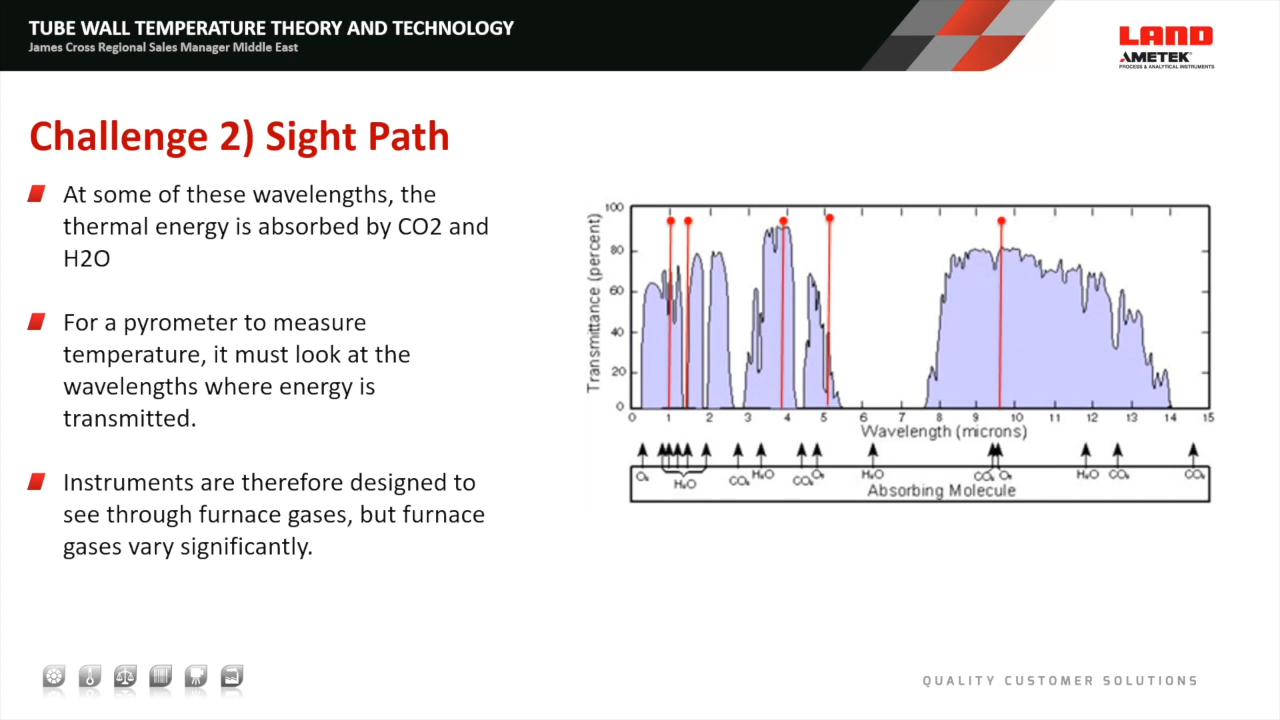 TUBE WALL TEMPERATURE THEORY AND TECHNOLOGY
James Cross Regional Sales Manager Middle East
LAND
AMETEK®
PROCESS & ANALYTICAL INSTRUMENTS
Challenge 2) Sight Path
At some of these wavelengths, the
thermal energy is absorbed by CO2 and
H2O
For a pyrometer to measure
temperature, it must look at the
wavelengths where energy is
transmitted.
Instruments are therefore designed to
see through furnace gases, but furnace
gases vary significantly.
Transmittance (percent)
100
80
60
40
20
0
0 1 2 3 4 5 6 7 8 9 10 11 12 13 14 15
Wavelength (microns)
H₂O CO₂ H₂O CO₂ H₂O CO₂ H₂O CO₂ CO₂
Absorbing Molecule
QUALITY CUSTOMER SOLUTIONS